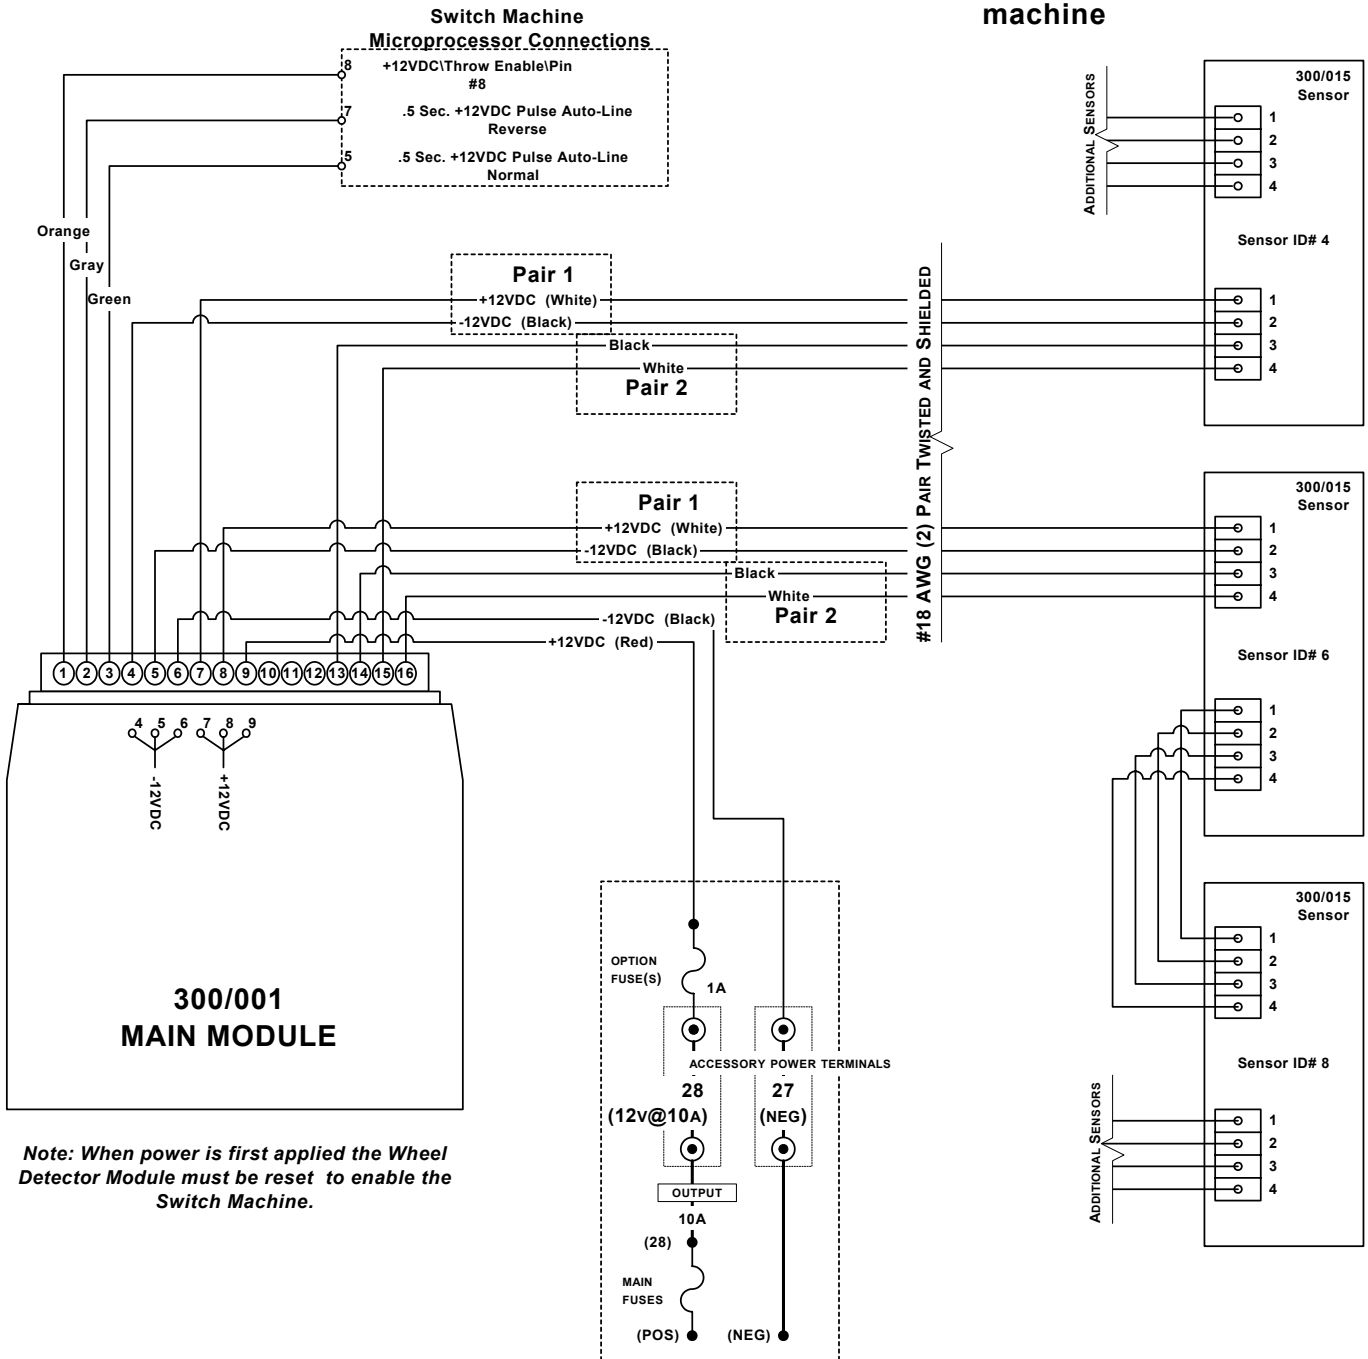 machine
Switch Machine
Microprocessor Connections
8
+12VDC\Throw Enable\Pin
#8
7
.5 Sec. +12VDC Pulse Auto-Line
Reverse
5
.5 Sec. +12VDC Pulse Auto-Line
Normal
Orange
Gray
Green
Pair 1
+12VDC (White)
-12VDC (Black)
Black
White
Pair 2
Pair 1
+12VDC (White)
-12VDC (Black)
Black
White
Pair 2
-12VDC (Black)
+12VDC (Red)
#18 AWG (2) PAIR TWISTED AND SHIELDED
ADDITIONAL SENSORS
300/015
Sensor
1
2
3
4
Sensor ID# 4
1
2
3
4
300/015
Sensor
1
2
3
4
Sensor ID# 6
1
2
3
4
300/015
Sensor
1
2
3
4
Sensor ID# 8
ADDITIONAL SENSORS
1
2
3
4
1 2 3 4 5 6 7 8 9 10 11 12 13 14 15 16
4 5 6 7 8 9
-12VDC
+12VDC
300/001
MAIN MODULE
Note: When power is first applied the Wheel
Detector Module must be reset to enable the
Switch Machine.
OPTION
FUSE(S)
1A
ACCESSORY POWER TERMINALS
28
27
(12V@10A)
(NEG)
OUTPUT
10A
(28)
MAIN
FUSES
(POS)
(NEG)